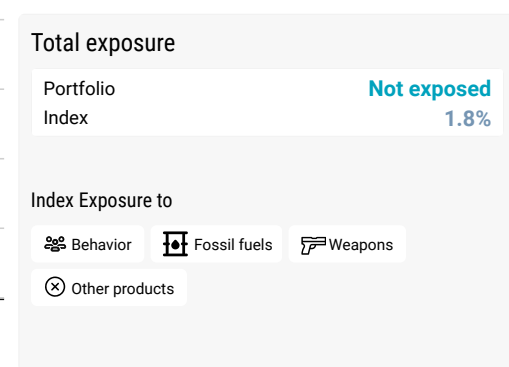 Total exposure
Portfolio Not exposed
Index 1.8%
Index Exposure to
Behavior Fossil fuels Weapons
Other products